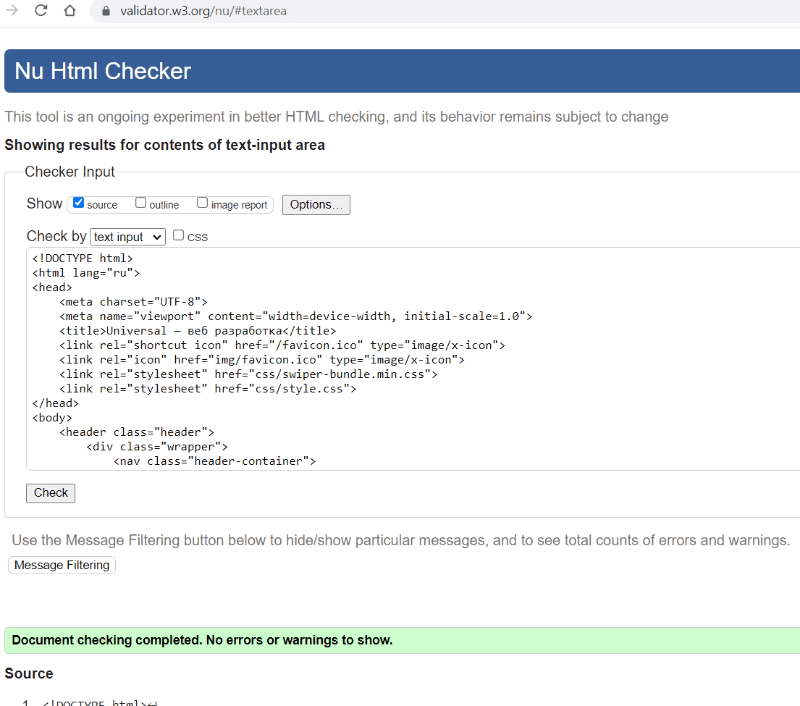 validator.w3.org/nu/#textarea
Nu Html Checker
This tool is an ongoing experiment in better HTML checking, and its behavior remains subject to change
Showing results for contents of text-input area
Checker Input
Show source outline image report Options...
Check by text input CSS
<!DOCTYPE html>
<html lang="ru">
<head>
    <meta charset="UTF-8">
    <meta name="viewport" content="width=device-width, initial-scale=1.0">
    <title>Universal — веб разработка</title>
    <link rel="shortcut icon" href="/favicon.ico" type="image/x-icon">
    <link rel="icon" href="img/favicon.ico" type="image/x-icon">
    <link rel="stylesheet" href="css/swiper-bundle.min.css">
    <link rel="stylesheet" href="css/style.css">
</head>
<body>
    <header class="header">
        <div class="wrapper">
            <nav class="header-container">
Check
Use the Message Filtering button below to hide/show particular messages, and to see total counts of errors and warnings.
Message Filtering
Document checking completed. No errors or warnings to show.
Source
1. <!DOCTYPE html>↩